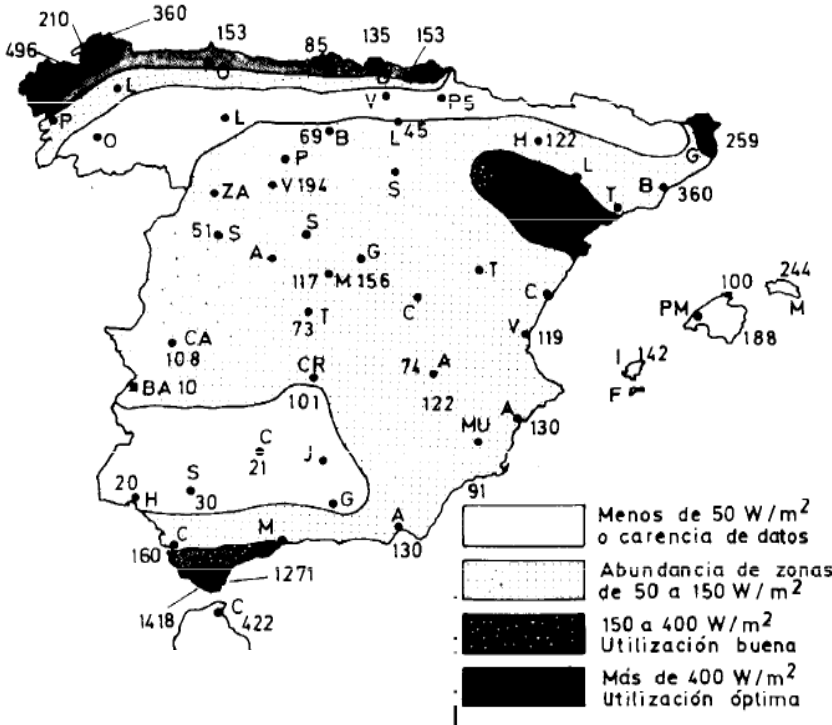 360
210
496
153
85
135
153
O
B
L
V
PS
P
L
L
45
O
69 B
H 122
259
G
P
L
S
V 194
B
360
ZA
T
51 S
S
A
G
T
117 M 156
244
100
C
C
M
PM
73 T
V
119
188
CA
108
74 A
I 142
CR
BA 10
F
101
122
A
130
MU
C
21
J
S
91
20
H
30
G
A
C
M
130
160
1271
1418
C
422
Menos de 50 W/m²
o carencia de datos
Abundancia de zonas
de 50 a 150 W/m²
150 a 400 W/m²
Utilización buena
Más de 400 W/m²
Utilización óptima